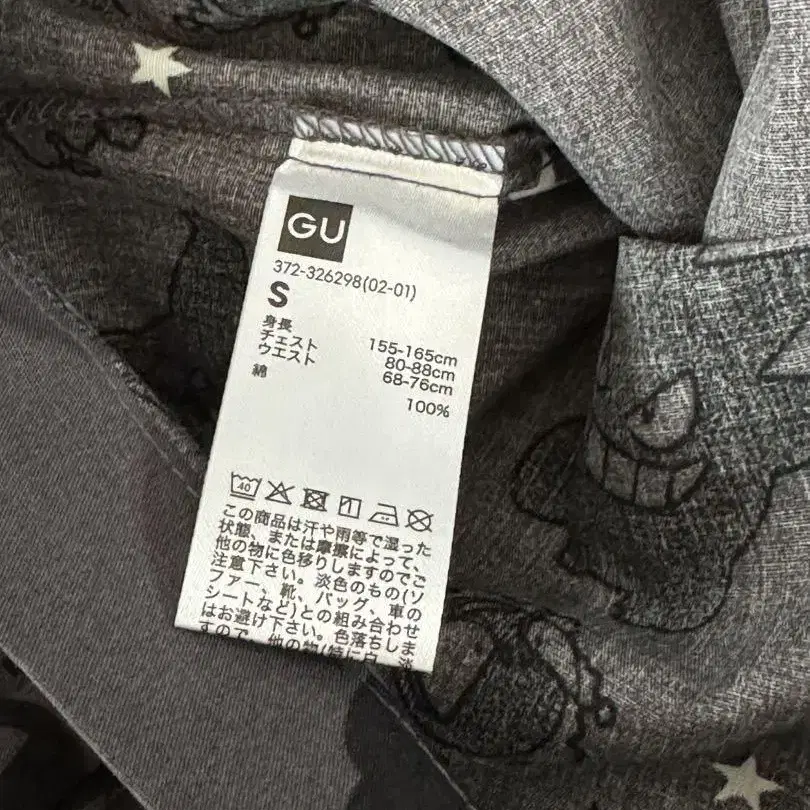 GU
372-326298(02-01)
S
身長 155-165cm
チェスト 80-88cm
ウエスト 68-76cm
綿 100%
40
この商品は汗や雨等で湿った
状態、または摩擦によって、
他の物に色移りしますのでご
注意下さい。淡色のもの(ソ
ファー、靴、バッグ、車の
シートなど)との組み合わせ
はお避け下さい。色落ちしま
すので、他の物(特に白、淡